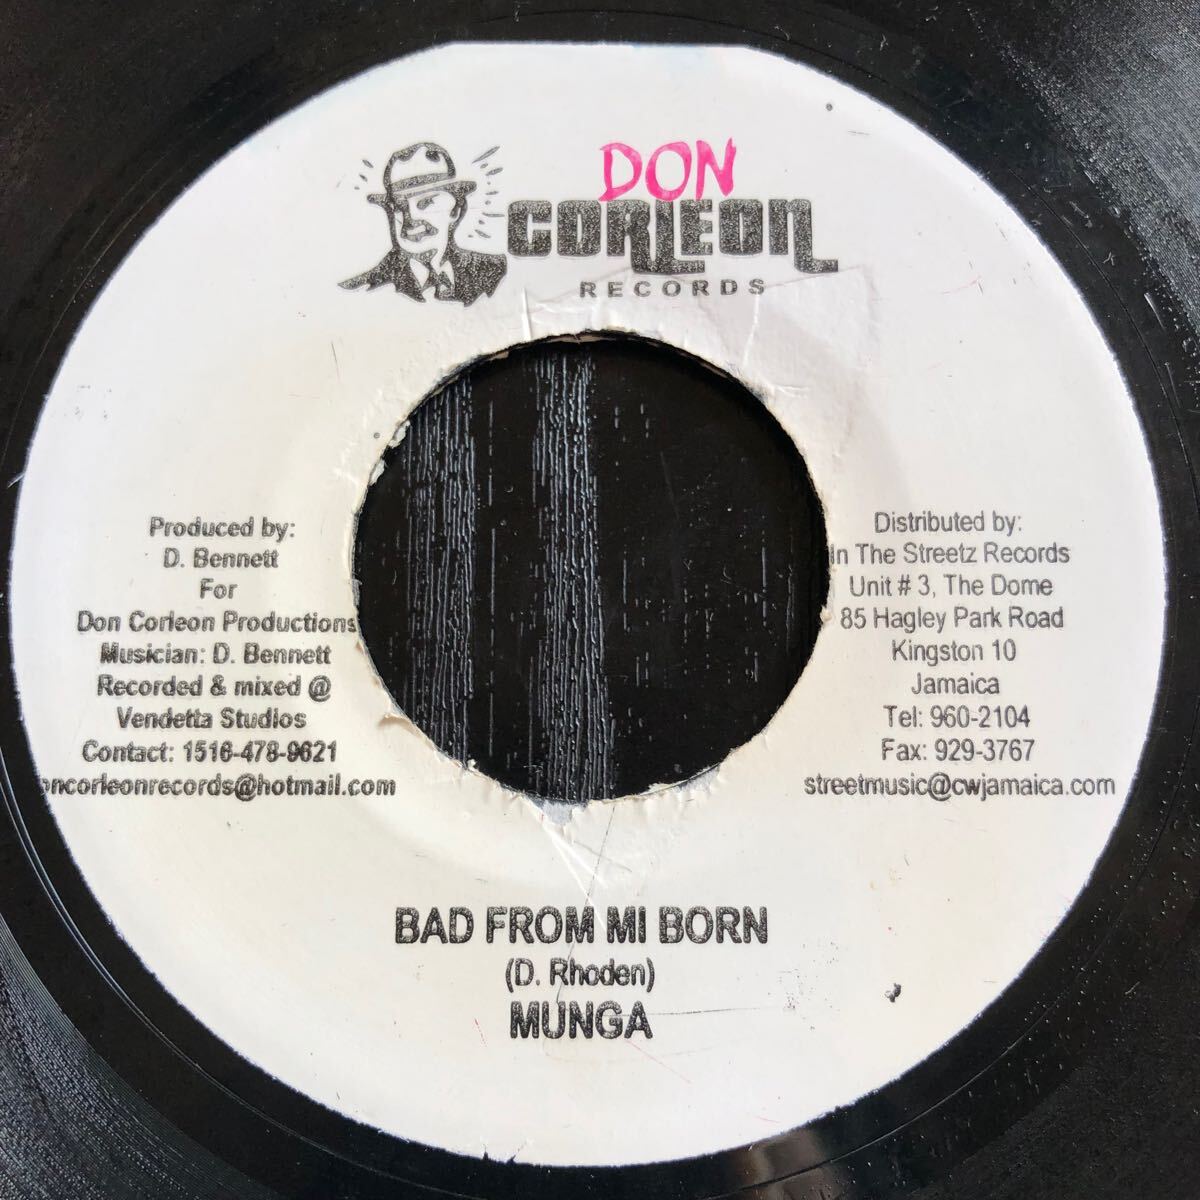 DON
CORLEON
RECORDS
Produced by:
D. Bennett
For
Don Corleon Productions
Musician: D. Bennett
Recorded & mixed @
Vendetta Studios
Contact: 1516-478-9621
oncorleonrecords@hotmail.com
Distributed by:
In The Streetz Records
Unit # 3, The Dome
85 Hagley Park Road
Kingston 10
Jamaica
Tel: 960-2104
Fax: 929-3767
streetmusic@cwjamaica.com
BAD FROM MI BORN
(D. Rhoden)
MUNGA